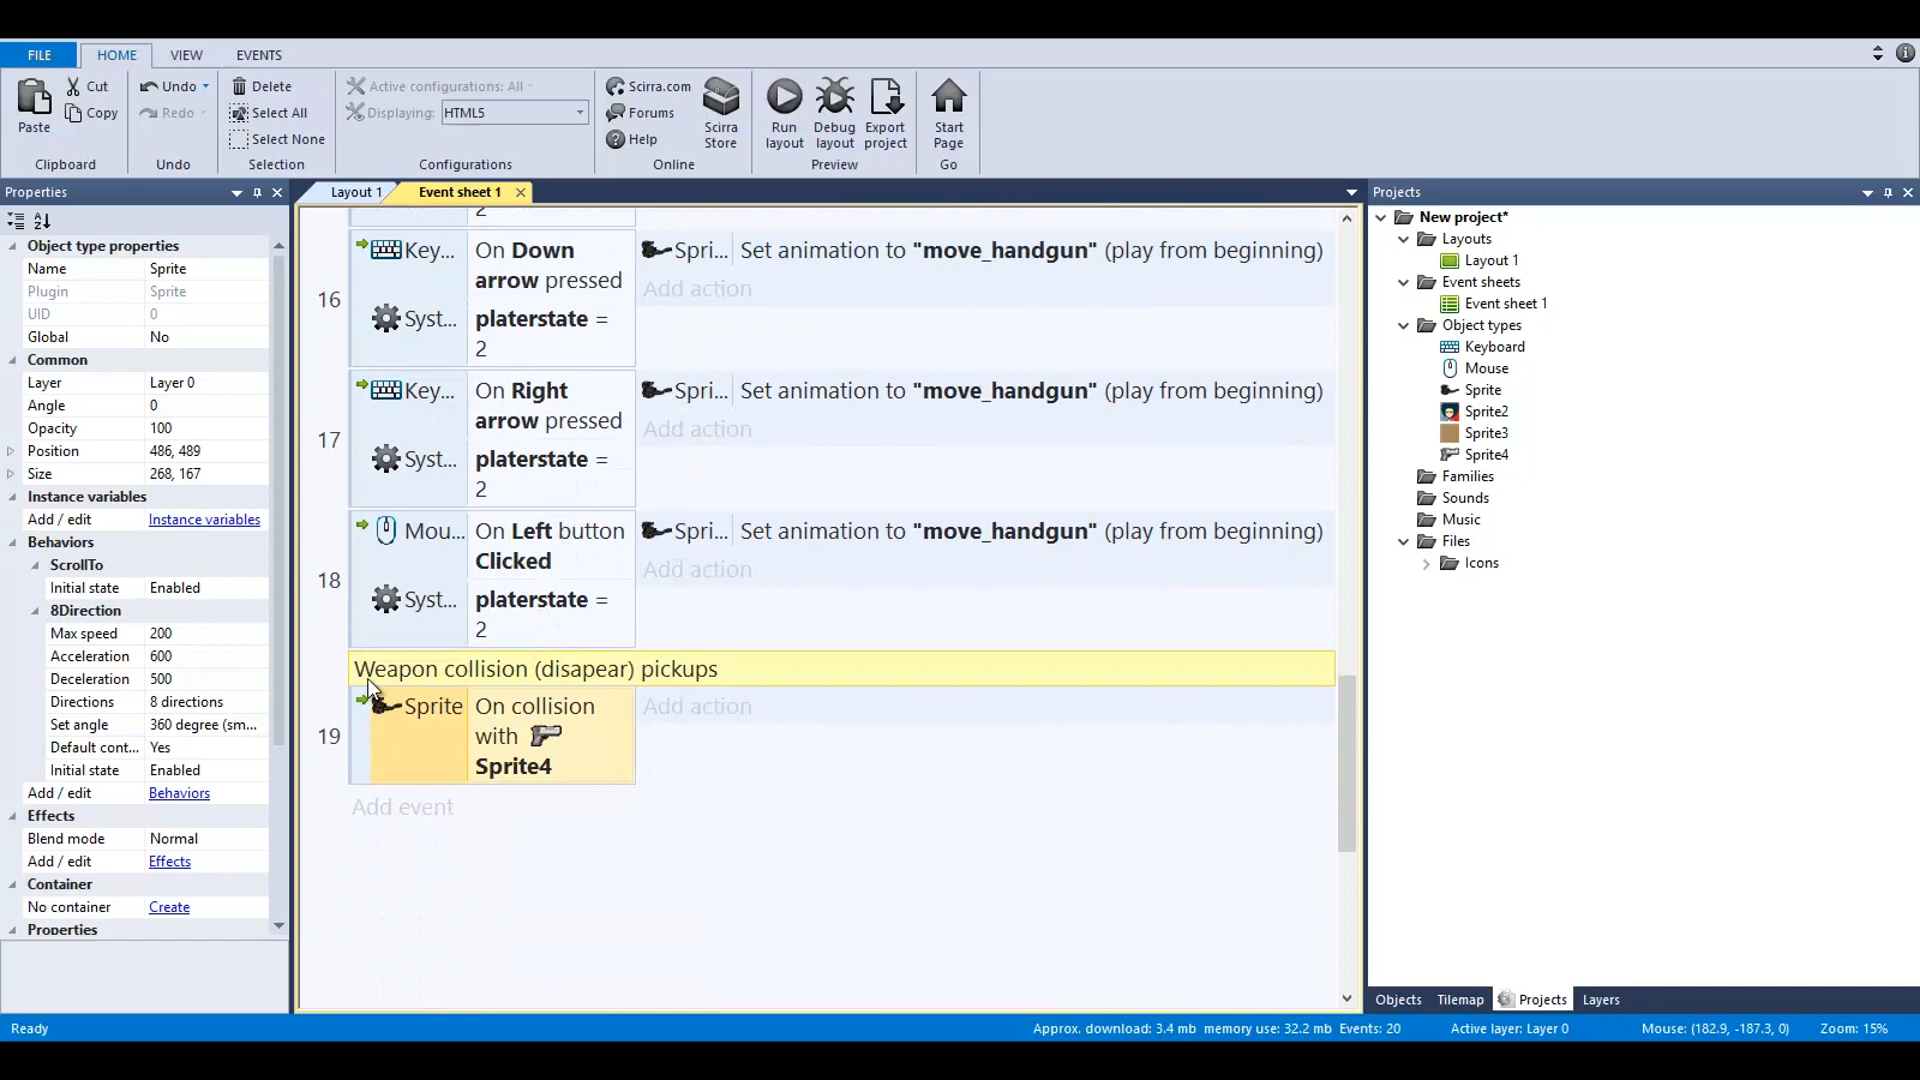 FILE HOME VIEW EVENTS
Paste Cut Copy Clipboard
Undo Redo Undo
Delete Select All Select None Selection
Active configurations: All
Displaying: HTML5
Configurations
Scirra.com Forums Help Scirra Store Online
Run layout Debug layout Export project Preview
Start Page Go
Properties
Layout 1 Event sheet 1
Projects
Object type properties
Name Sprite
Plugin Sprite
UID 0
Global No
Common
Layer Layer 0
Angle 0
Opacity 100
Position 486, 489
Size 268, 167
Instance variables
Add / edit Instance variables
Behaviors
ScrollTo
Initial state Enabled
8Direction
Max speed 200
Acceleration 600
Deceleration 500
Directions 8 directions
Set angle 360 degree (sm...
Default cont... Yes
Initial state Enabled
Add / edit Behaviors
Effects
Blend mode Normal
Add / edit Effects
Container
No container Create
Properties
2
16 Key... On Down arrow pressed Spri... Set animation to "move_handgun" (play from beginning)
Add action
Syst... platerstate = 2
17 Key... On Right arrow pressed Spri... Set animation to "move_handgun" (play from beginning)
Add action
Syst... platerstate = 2
18 Mou... On Left button Clicked Spri... Set animation to "move_handgun" (play from beginning)
Add action
Syst... platerstate = 2
Weapon collision (disapear) pickups
19 Sprite On collision with Sprite4 Add action
Add event
New project*
Layouts
Layout 1
Event sheets
Event sheet 1
Object types
Keyboard
Mouse
Sprite
Sprite2
Sprite3
Sprite4
Families
Sounds
Music
Files
Icons
Objects Tilemap Projects Layers
Ready Approx. download: 3.4 mb memory use: 32.2 mb Events: 20 Active layer: Layer 0 Mouse: (182.9, -187.3, 0) Zoom: 15%